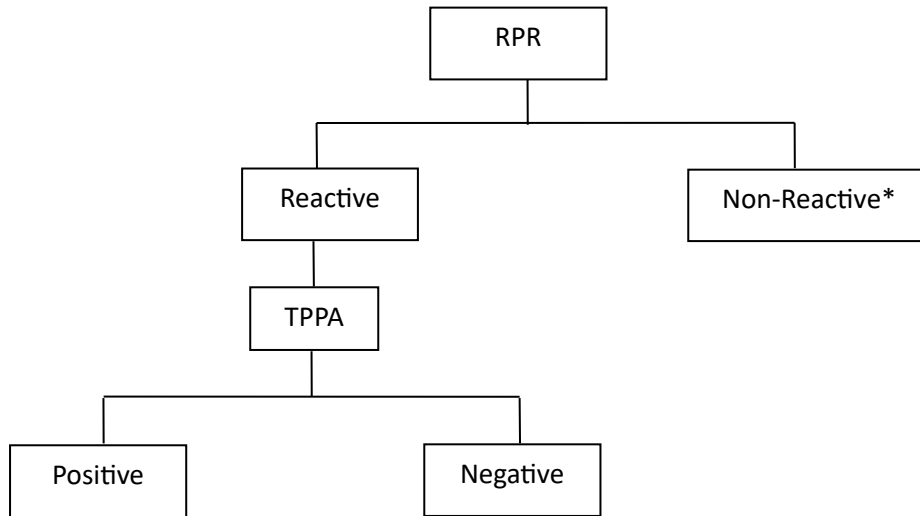 RPR
Reactive
Non-Reactive*
TPPA
Positive
Negative